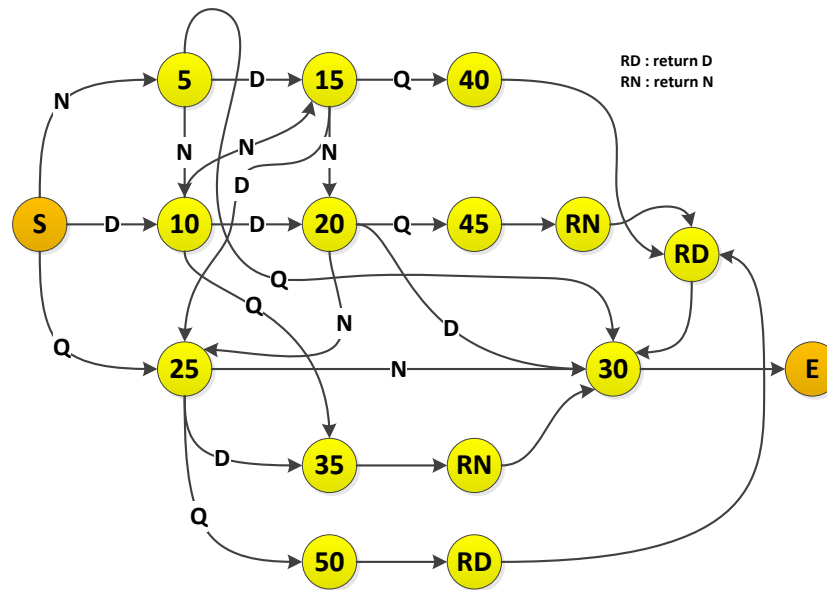 5 D 15 Q 40
RD : return D
RN : return N
N
N N N
D
S D 10 D 20 Q 45 RN
RD
Q
Q
N D
Q
25 N 30 E
D 35 RN
Q
50 RD